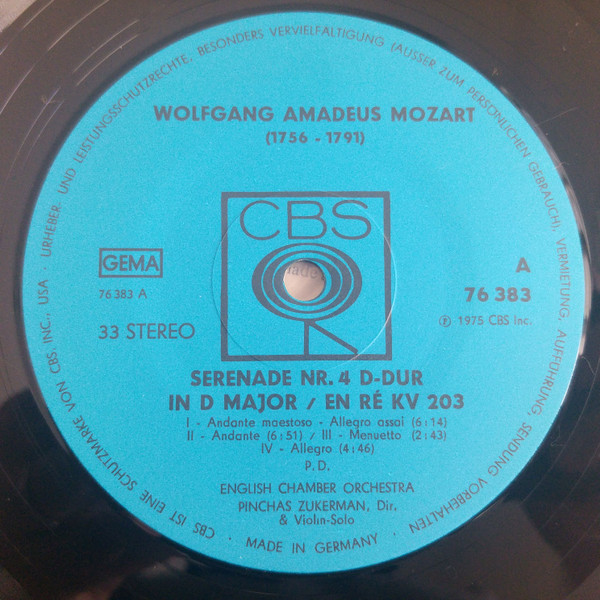 URHEBER- UND LEISTUNGSSCHUTZRECHTE, BESONDERS VERVIELFÄLTIGUNG (AUSSER ZUM PERSÖNLICHEN GEBRAUCH), VERMIETUNG, AUFFÜHRUNG, SENDUNG VORBEHALTEN
WOLFGANG AMADEUS MOZART
(1756 - 1791)
CBS
GEMA
76 383 A
33 STEREO
made
A
76 383
℗ 1975 CBS Inc.
SERENADE NR. 4 D-DUR
IN D MAJOR / EN RÉ KV 203
I - Andante maestoso - Allegro assai (6:14)
II - Andante (6:51) / III - Menuetto (2:43)
IV - Allegro (4:46)
P.D.
ENGLISH CHAMBER ORCHESTRA
PINCHAS ZUKERMAN, Dir.
& Violin-Solo
CBS IST EINE SCHUTZMARKE VON CBS INC., USA ·
· MADE IN GERMANY ·